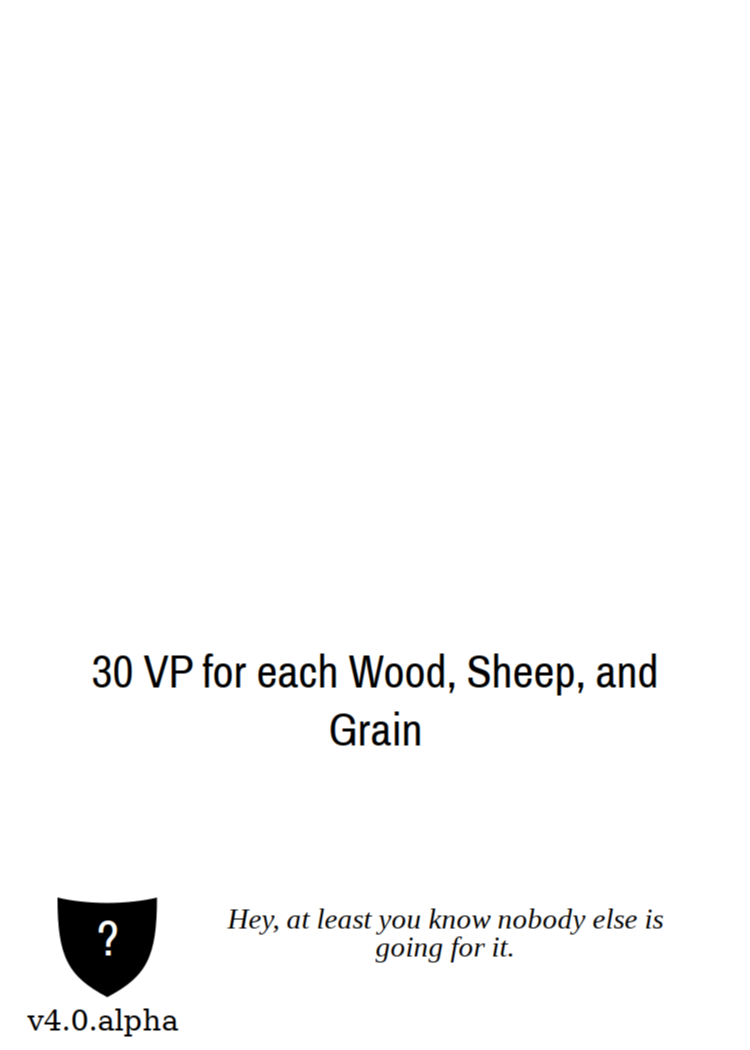 30 VP for each Wood, Sheep, and
Grain
?
Hey, at least you know nobody else is
going for it.
v4.0.alpha